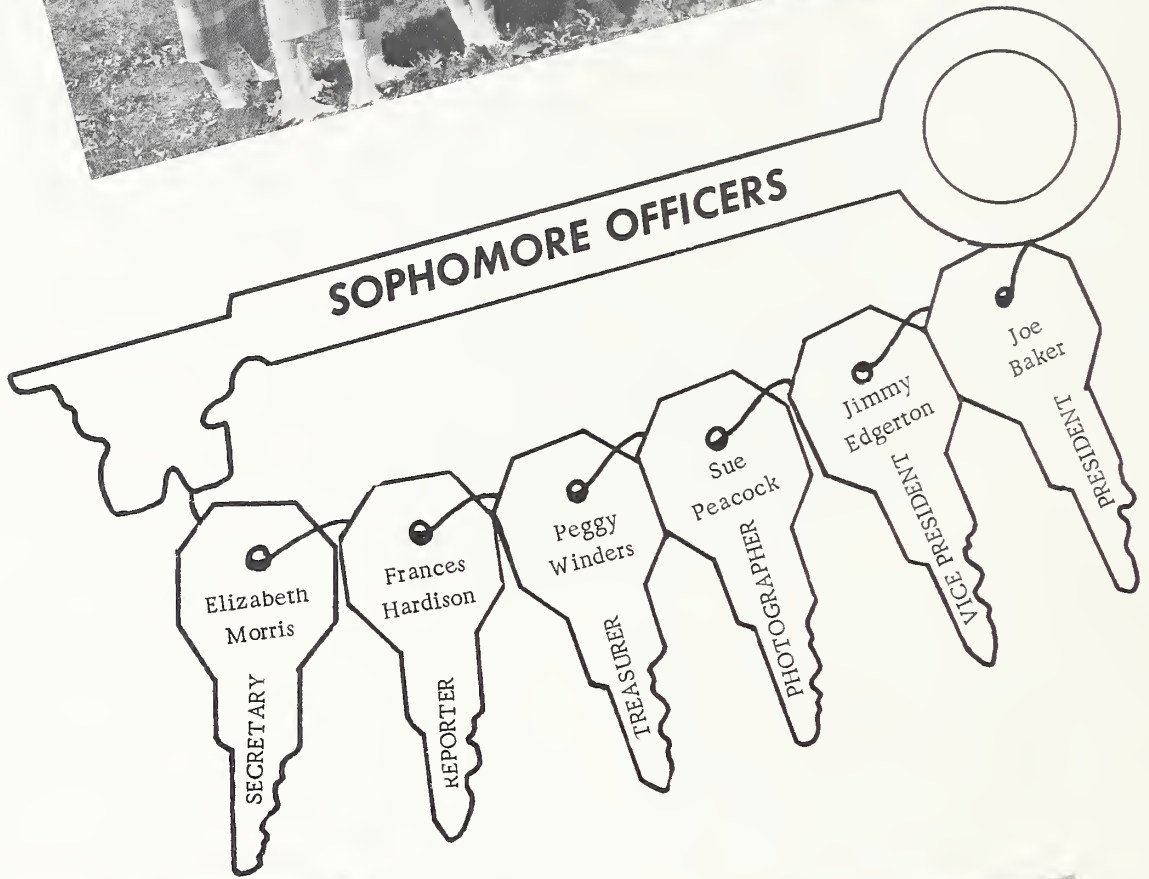 SOPHOMORE OFFICERS
Elizabeth
Morris
SECRETARY
Frances
Hardison
REPORTER
Peggy
Winders
TREASURER
Sue
Peacock
PHOTOGRAPHER
Jimmy
Edgerton
VICE PRESIDENT
Joe
Baker
PRESIDENT